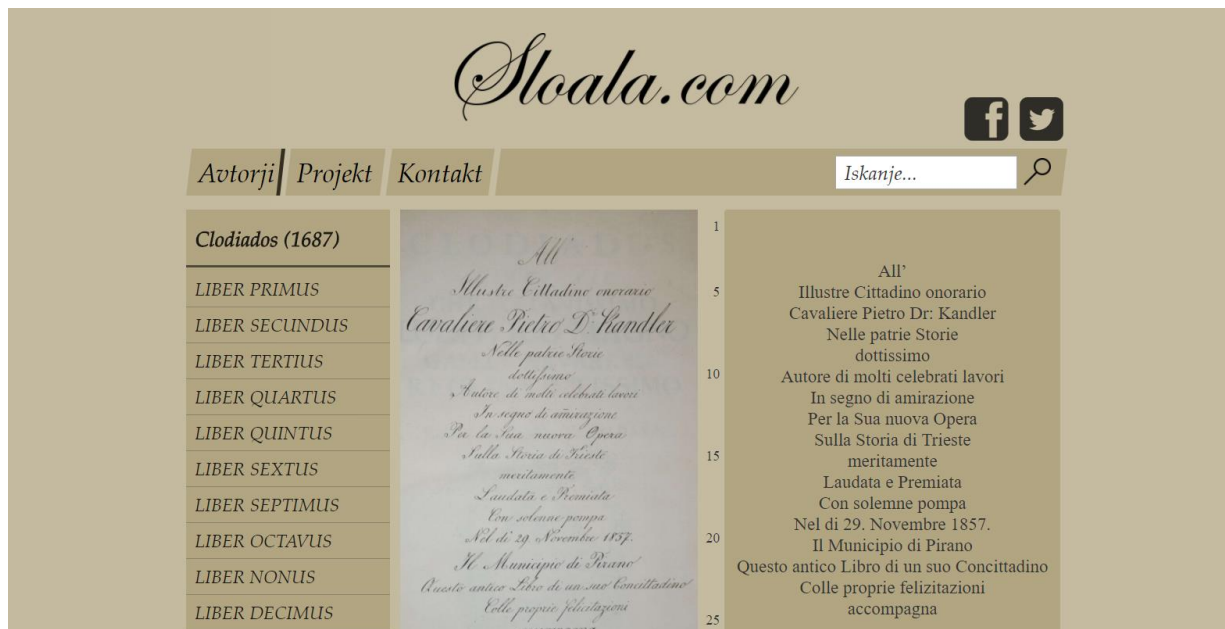 Sloala.com
Avtorji Projekt Kontakt
Iskanje...
Clodiados (1687)
LIBER PRIMUS
LIBER SECUNDUS
LIBER TERTIUS
LIBER QUARTUS
LIBER QUINTUS
LIBER SEXTUS
LIBER SEPTIMUS
LIBER OCTAVUS
LIBER NONUS
LIBER DECIMUS
All'
Illustre Cittadino onorario
Cavaliere Pietro Dr. Kandler
Nelle patrie Storie
dottissimo
Autore di molti celebrati lavori
In segno di amirazione
Per la Sua nuova Opera
Sulla Storia di Trieste
meritamente
Laudata e Premiata
Con solenne pompa
Nel di 29. Novembre 1857.
Il Municipio di Pirano
Questo antico Libro di un suo Concittadino
Colle proprie felicitazioni
1
5
10
15
20
25
All’
Illustre Cittadino onorario
Cavaliere Pietro Dr: Kandler
Nelle patrie Storie
dottissimo
Autore di molti celebrati lavori
In segno di amirazione
Per la Sua nuova Opera
Sulla Storia di Trieste
meritamente
Laudata e Premiata
Con solemne pompa
Nel di 29. Novembre 1857.
Il Municipio di Pirano
Questo antico Libro di un suo Concittadino
Colle proprie felizitazioni
accompagna